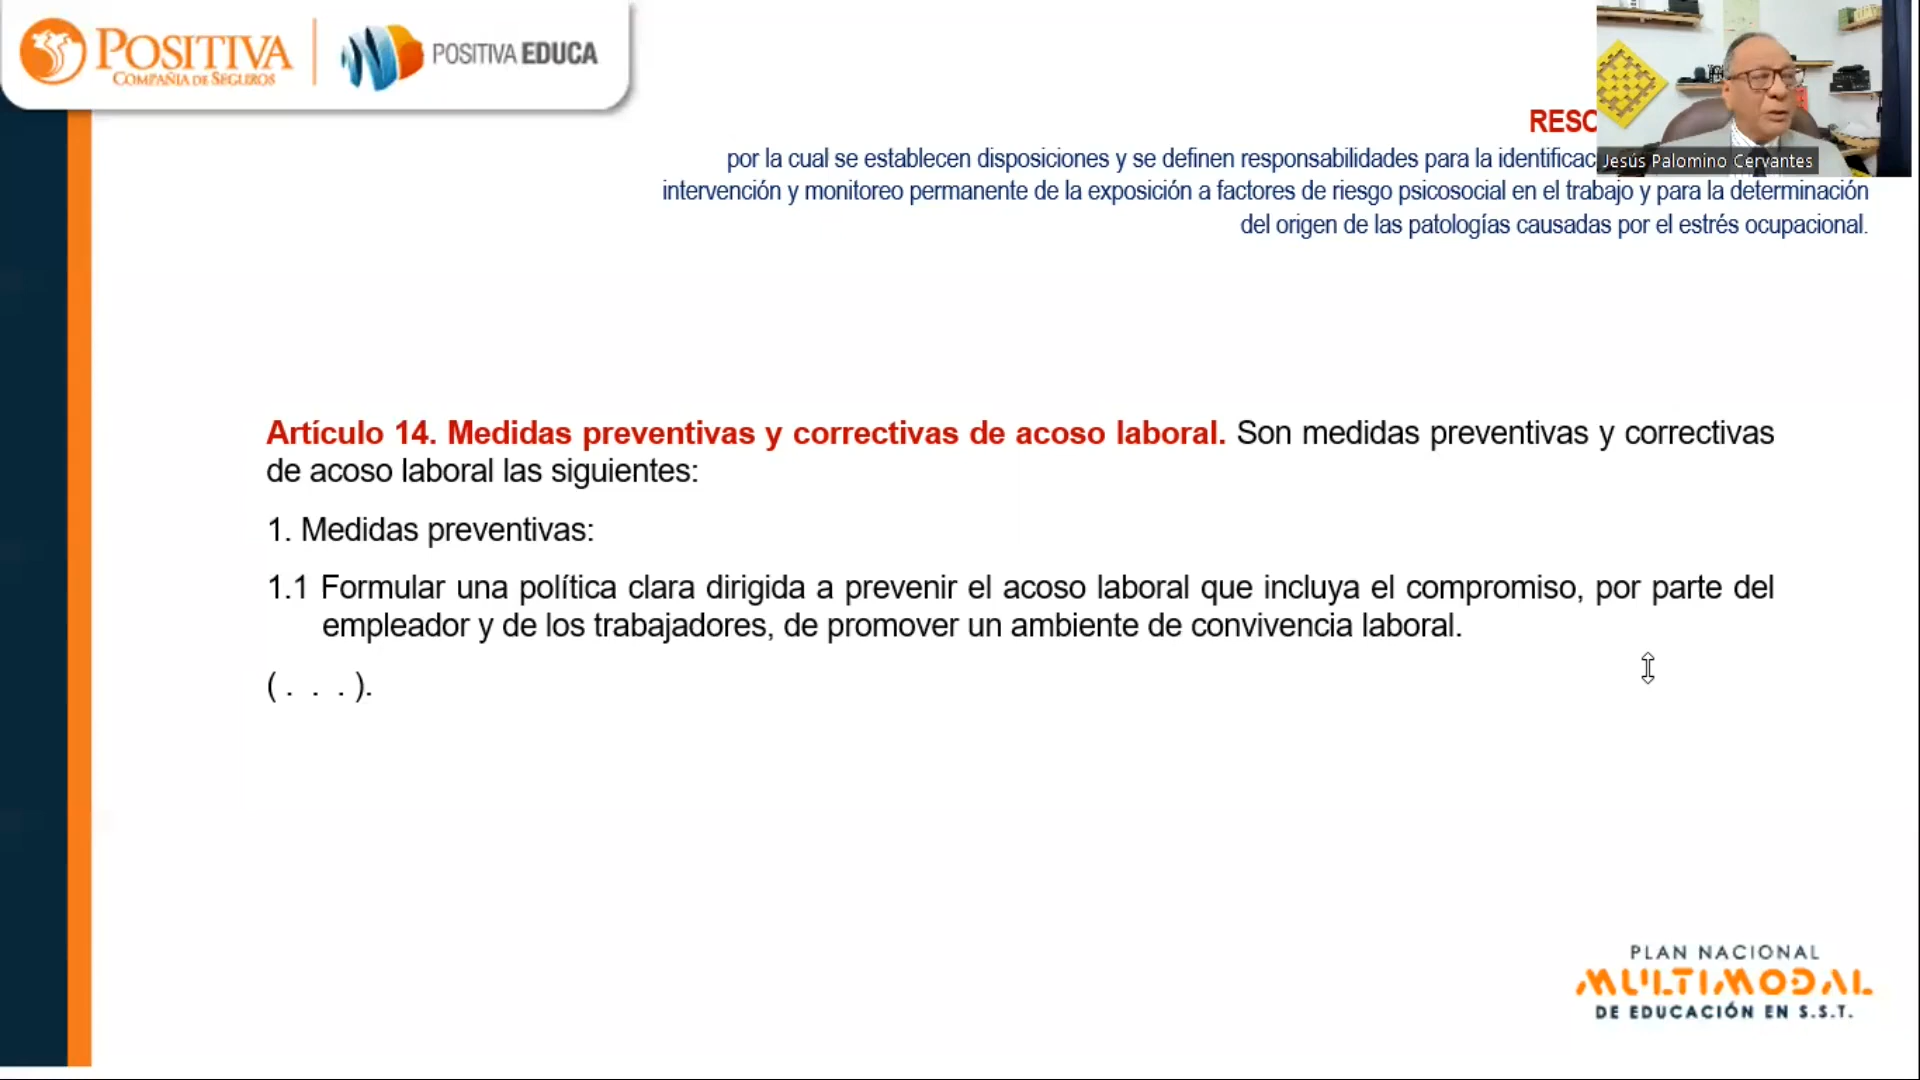 POSITIVA
COMPAÑÍA DE SEGUROS
POSITIVA EDUCA
RESO
por la cual se establecen disposiciones y se definen responsabilidades para la identificac
Jesús Palomino Cervantes
intervención y monitoreo permanente de la exposición a factores de riesgo psicosocial en el trabajo y para la determinación
del origen de las patologías causadas por el estrés ocupacional.
Artículo 14. Medidas preventivas y correctivas de acoso laboral. Son medidas preventivas y correctivas
de acoso laboral las siguientes:
1. Medidas preventivas:
1.1 Formular una política clara dirigida a prevenir el acoso laboral que incluya el compromiso, por parte del
empleador y de los trabajadores, de promover un ambiente de convivencia laboral.
( . . . ).
PLAN NACIONAL
MULTIMODAL
DE EDUCACIÓN EN S.S.T.